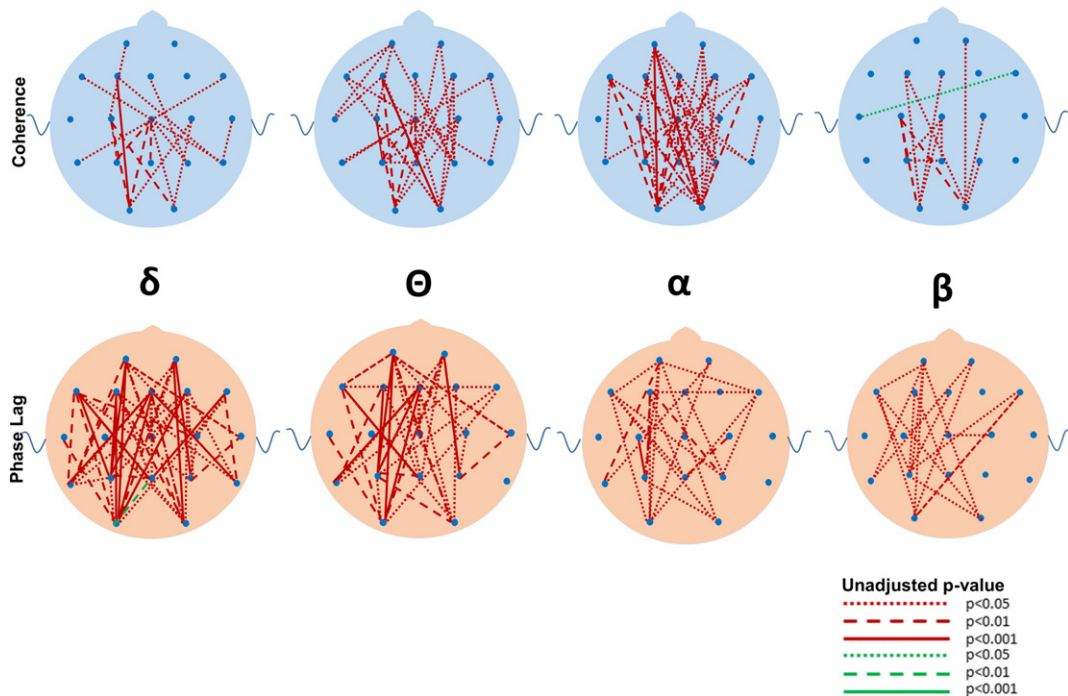 Coherence
δ Θ α β
Phase Lag
Unadjusted p-value
p<0.05
p<0.01
p<0.001
p<0.05
p<0.01
p<0.001